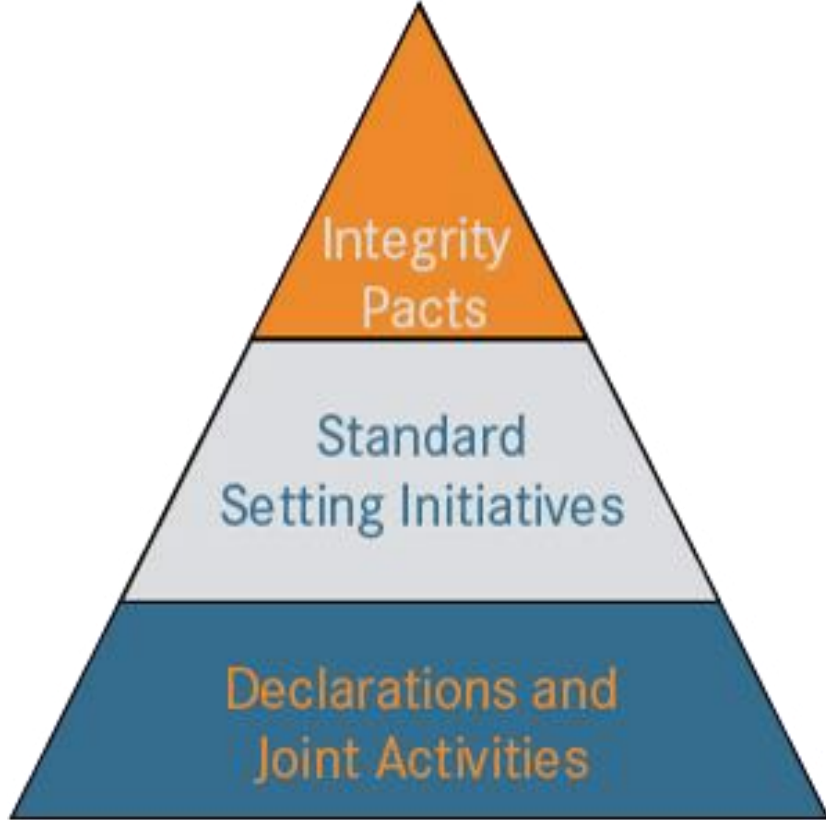 Integrity
Pacts
Standard
Setting Initiatives
Declarations and
Joint Activities